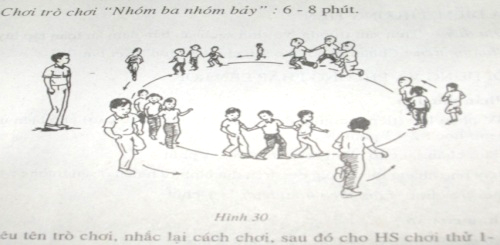 Chơi trò chơi “Nhóm ba nhóm bảy” : 6 - 8 phút.
Hình 30
êu tên trò chơi, nhắc lại cách chơi, sau đó cho HS chơi thử 1-